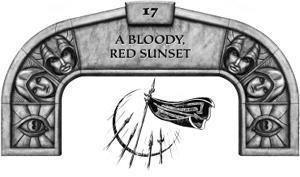 17
A BLOODY,
RED SUNSET